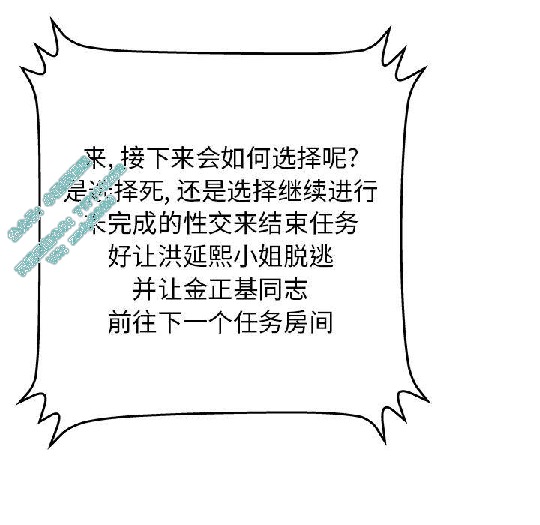 来, 接下来会如何选择呢?
是选择死, 还是选择继续进行
未完成的性交来结束任务
好让洪延熙小姐脱逃
并让金正基同志
前往下一个任务房间